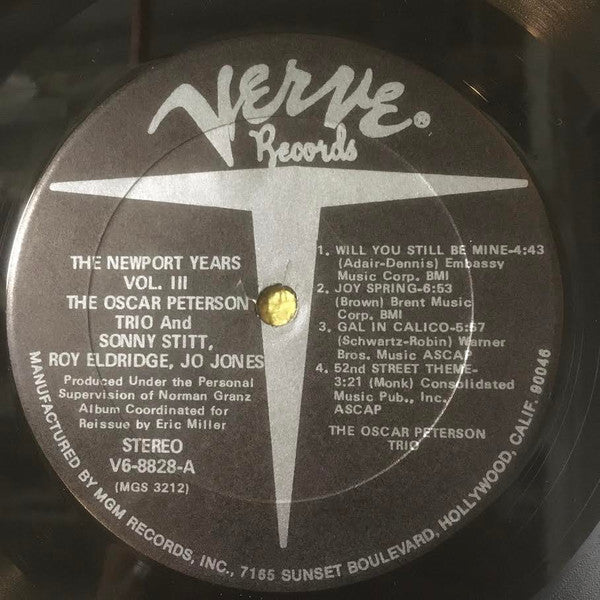 VERVE®
Records
THE NEWPORT YEARS
VOL. III
THE OSCAR PETERSON
TRIO And
SONNY STITT,
ROY ELDRIDGE, JO JONES
Produced Under the Personal
Supervision of Norman Granz
Album Coordinated for
Reissue by Eric Miller
STEREO
V6-8828-A
(MGS 3212)
1. WILL YOU STILL BE MINE-4:43
(Adair-Dennis) Embassy
Music Corp. BMI
2. JOY SPRING-6:53
(Brown) Brent Music
Corp. BMI
3. GAL IN CALICO-5:57
(Schwartz-Robin) Warner
Bros. Music ASCAP
4. 52nd STREET THEME-
3:21 (Monk) Consolidated
Music Pub., Inc.
ASCAP
THE OSCAR PETERSON
TRIO
MANUFACTURED BY MGM RECORDS, INC., 7165 SUNSET BOULEVARD, HOLLYWOOD, CALIF. 90046